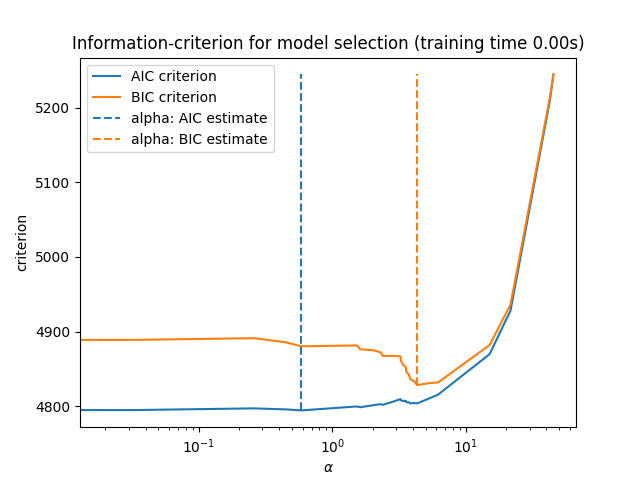 Information-criterion for model selection (training time 0.00s)
AIC criterion
BIC criterion
alpha: AIC estimate
alpha: BIC estimate
criterion
5200
5100
5000
4900
4800
10⁻¹ 10⁰ 10¹
α